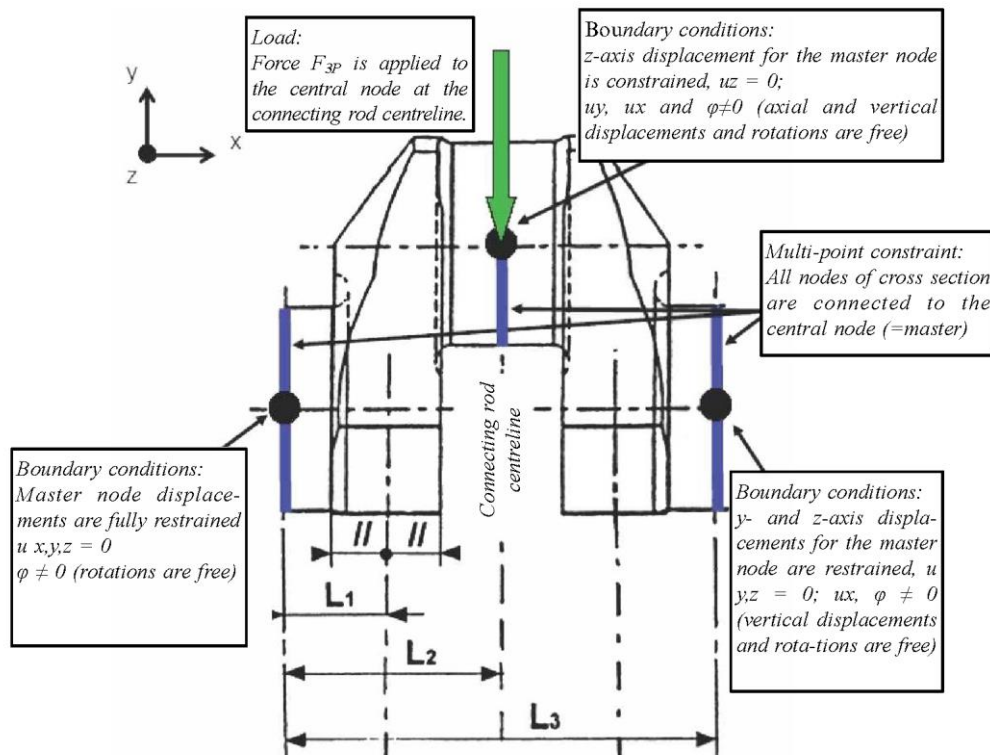 Load:
Force F3P is applied to
the central node at the
connecting rod centreline.
Boundary conditions:
z-axis displacement for the master node
is constrained, uz = 0;
uy, ux and φ≠0 (axial and vertical
displacements and rotations are free)
y
x
z
Multi-point constraint:
All nodes of cross section
are connected to the
central node (=master)
Connecting rod
centreline
Boundary conditions:
Master node displace-
ments are fully restrained
u x,y,z = 0
φ ≠ 0 (rotations are free)
Boundary conditions:
y- and z-axis displa-
cements for the master
node are restrained, u
y,z = 0; ux, φ ≠ 0
(vertical displacements
and rota-tions are free)
// //
L1
L2
L3